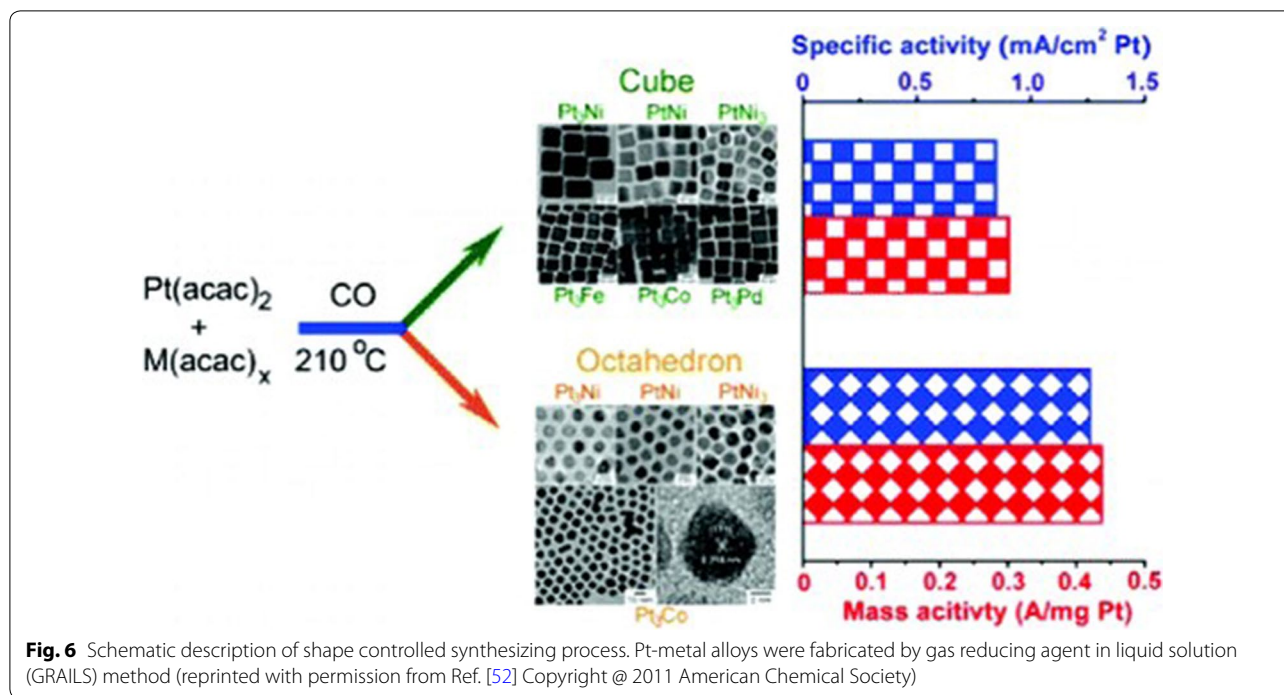 Specific activity (mA/cm² Pt)
0 0.5 1.0 1.5
Cube
Pt₃Ni PtNi PtNi₃
Pt₃Fe Pt₃Co Pt₃Pd
Pt(acac)₂
+
M(acac)ₓ
CO
210 °C
Octahedron
Pt₃Ni PtNi PtNi₃
Pt₃Co
0 0.1 0.2 0.3 0.4 0.5
Mass acitivty (A/mg Pt)
Fig. 6 Schematic description of shape controlled synthesizing process. Pt-metal alloys were fabricated by gas reducing agent in liquid solution
(GRAILS) method (reprinted with permission from Ref. [52] Copyright @ 2011 American Chemical Society)